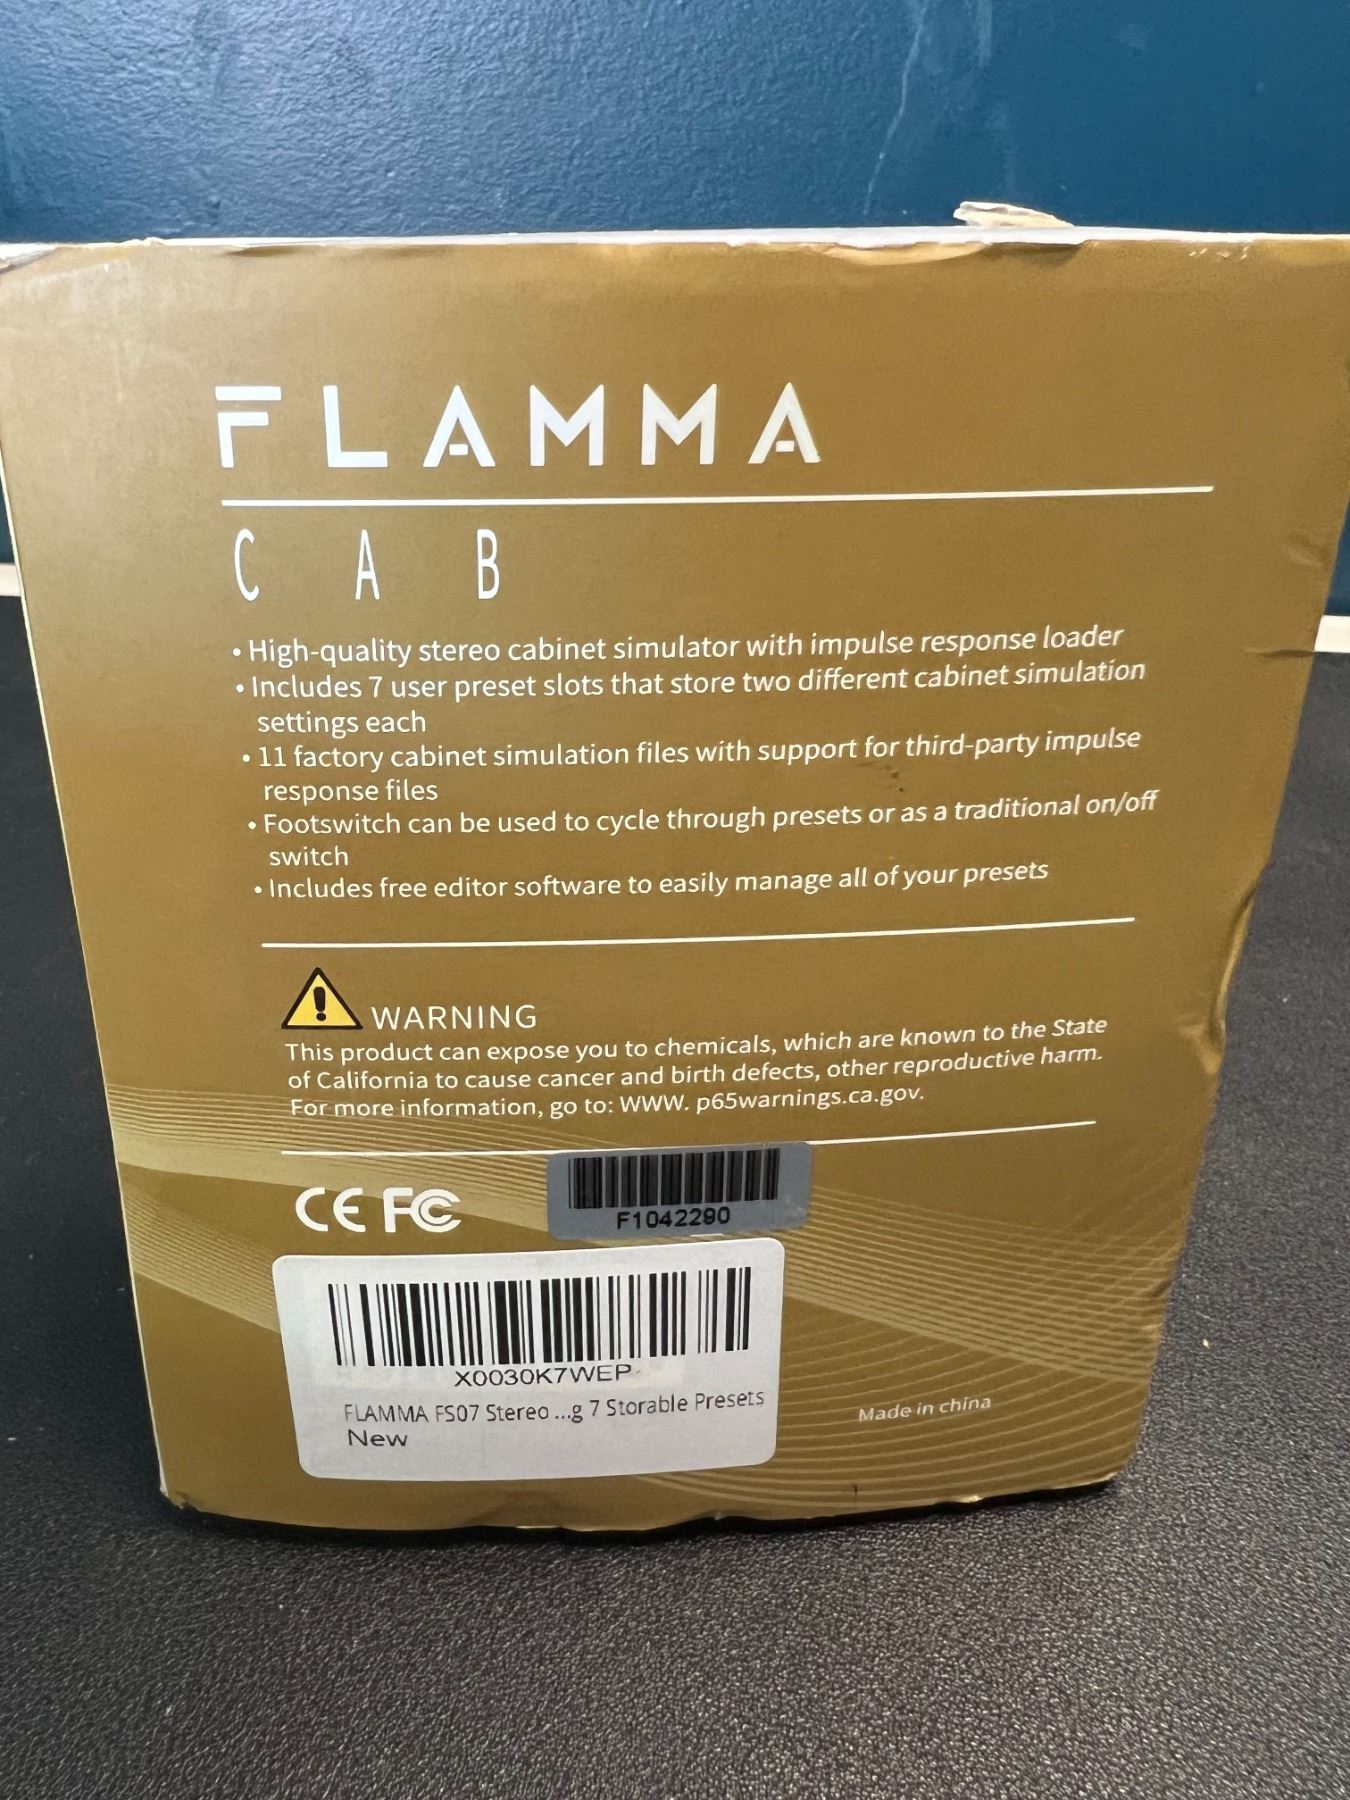 FLAMMA
CAB
• High-quality stereo cabinet simulator with impulse response loader
• Includes 7 user preset slots that store two different cabinet simulation
settings each
• 11 factory cabinet simulation files with support for third-party impulse
response files
• Footswitch can be used to cycle through presets or as a traditional on/off
switch
• Includes free editor software to easily manage all of your presets
WARNING
This product can expose you to chemicals, which are known to the State
of California to cause cancer and birth defects, other reproductive harm.
For more information, go to: WWW. p65warnings.ca.gov.
CE FC
F1042290
X0030K7WEP
FLAMMA FS07 Stereo ...g 7 Storable Presets
New
Made in china